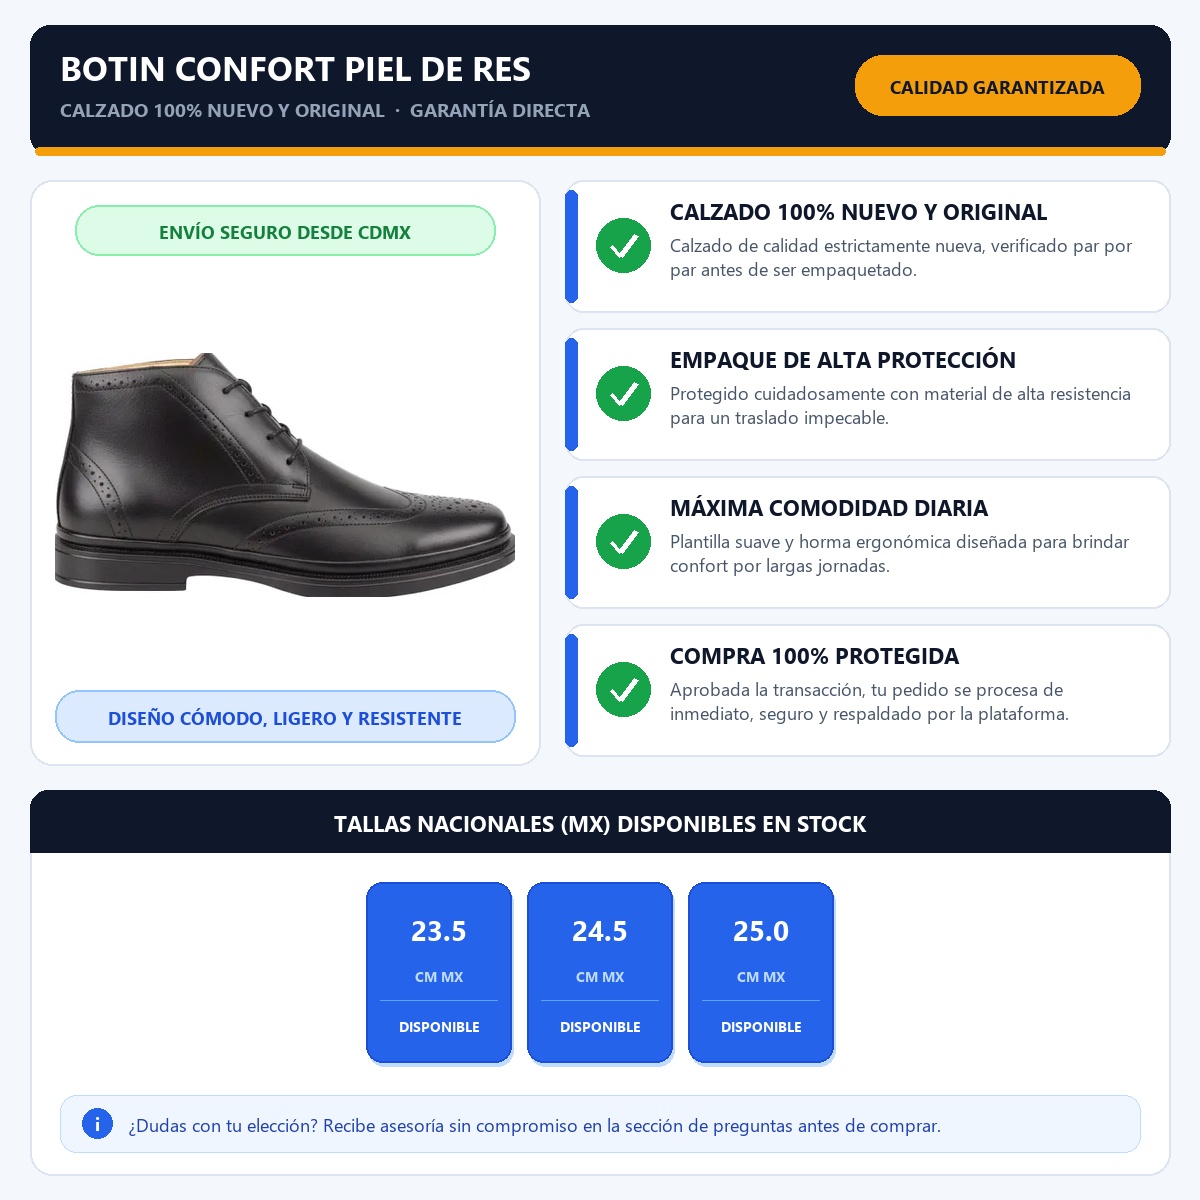 BOTIN CONFORT PIEL DE RES
CALZADO 100% NUEVO Y ORIGINAL · GARANTÍA DIRECTA
CALIDAD GARANTIZADA
ENVÍO SEGURO DESDE CDMX
DISEÑO CÓMODO, LIGERO Y RESISTENTE
CALZADO 100% NUEVO Y ORIGINAL
Calzado de calidad estrictamente nueva, verificado par por
par antes de ser empaquetado.
EMPAQUE DE ALTA PROTECCIÓN
Protegido cuidadosamente con material de alta resistencia
para un traslado impecable.
MÁXIMA COMODIDAD DIARIA
Plantilla suave y horma ergonómica diseñada para brindar
confort por largas jornadas.
COMPRA 100% PROTEGIDA
Aprobada la transacción, tu pedido se procesa de
inmediato, seguro y respaldado por la plataforma.
TALLAS NACIONALES (MX) DISPONIBLES EN STOCK
23.5
CM MX
DISPONIBLE
24.5
CM MX
DISPONIBLE
25.0
CM MX
DISPONIBLE
¿Dudas con tu elección? Recibe asesoría sin compromiso en la sección de preguntas antes de comprar.